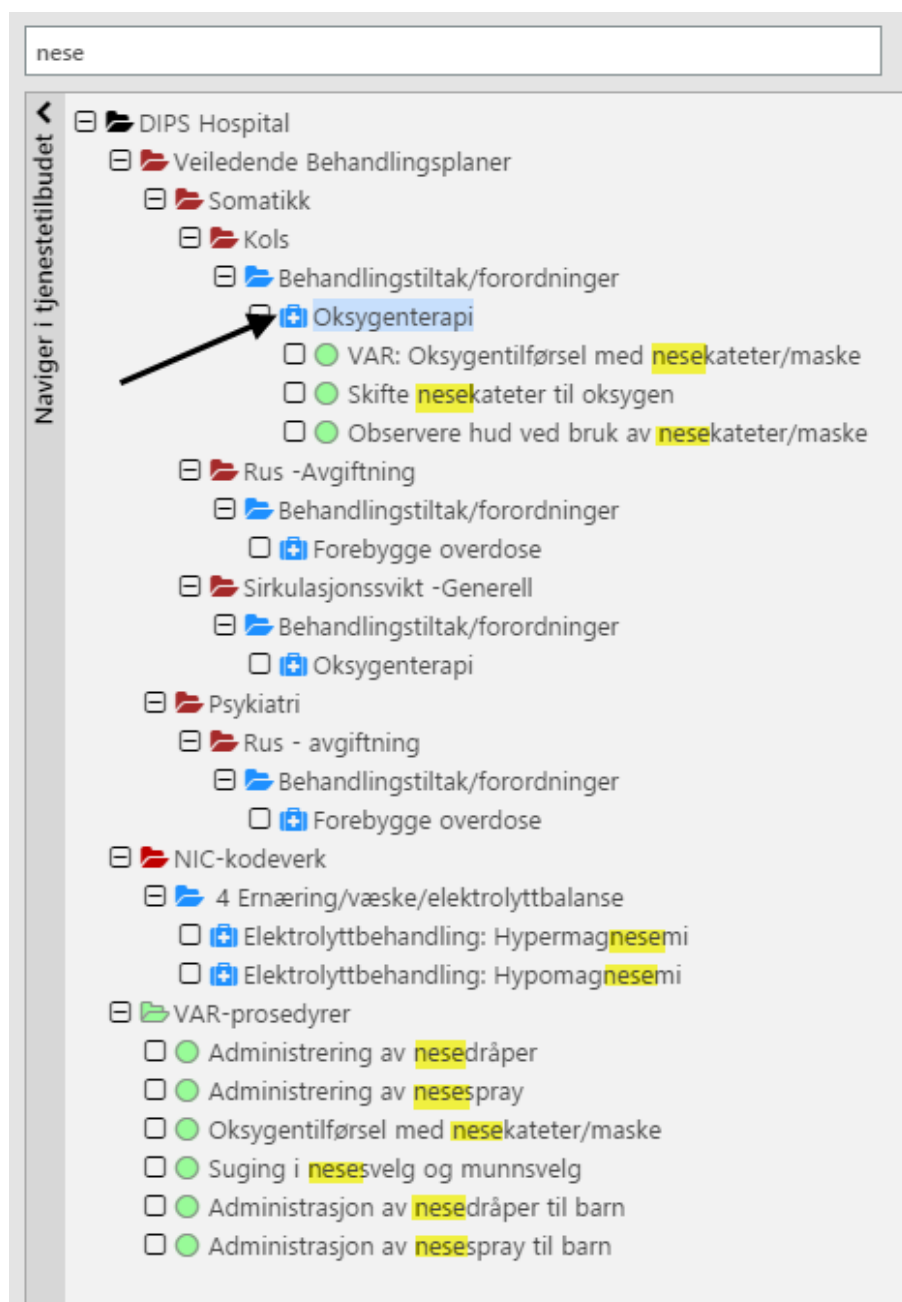 nese
Naviger i tjenestetilbudet
DIPS Hospital
Veiledende Behandlingsplaner
Somatikk
Kols
Behandlingstiltak/forordninger
Oksygenterapi
VAR: Oksygentilførsel med nesekateter/maske
Skifte nesekateter til oksygen
Observere hud ved bruk av nesekateter/maske
Rus -Avgiftning
Behandlingstiltak/forordninger
Forebygge overdose
Sirkulasjonssvikt -Generell
Behandlingstiltak/forordninger
Oksygenterapi
Psykiatri
Rus - avgiftning
Behandlingstiltak/forordninger
Forebygge overdose
NIC-kodeverk
4 Ernæring/væske/elektrolyttbalanse
Elektrolyttbehandling: Hypermagnesemi
Elektrolyttbehandling: Hypomagnesemi
VAR-prosedyrer
Administrering av nesedråper
Administrering av nesespray
Oksygentilførsel med nesekateter/maske
Suging i nesesvelg og munnsvelg
Administrasjon av nesedråper til barn
Administrasjon av nesespray til barn